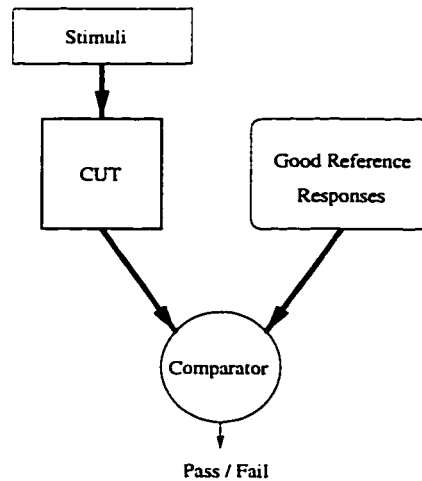 Stimuli
CUT
Good Reference
Responses
Comparator
Pass / Fail